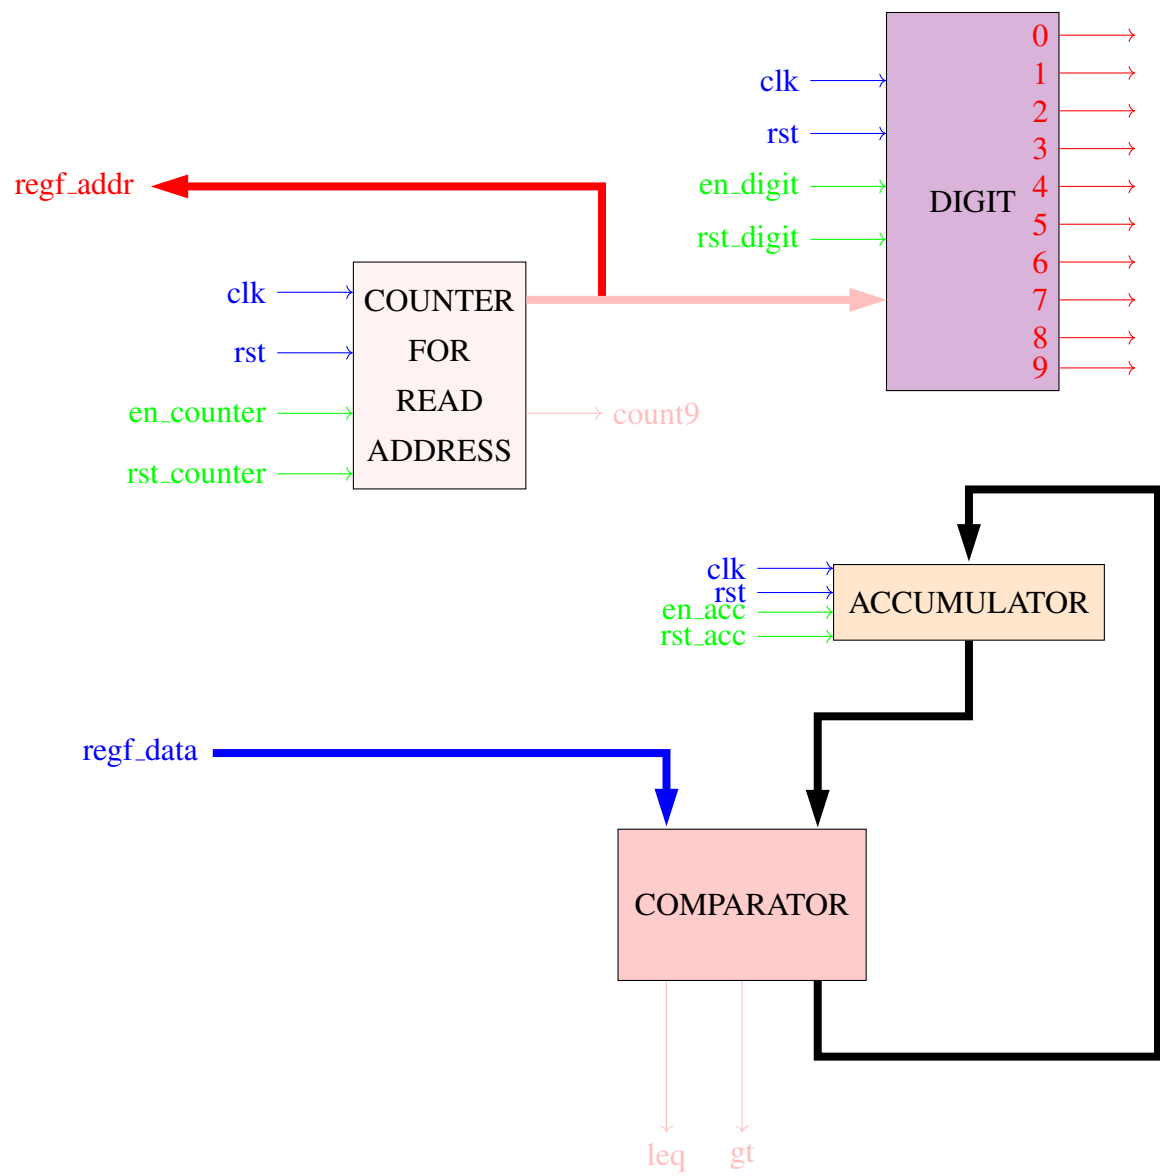 0
1
2
3
4
5
6
7
8
9
clk
rst
en_digit
rst_digit
DIGIT
regf_addr
clk
rst
en_counter
rst_counter
COUNTER
FOR
READ
ADDRESS
count9
clk
rst
en_acc
rst_acc
ACCUMULATOR
regf_data
COMPARATOR
leq
gt